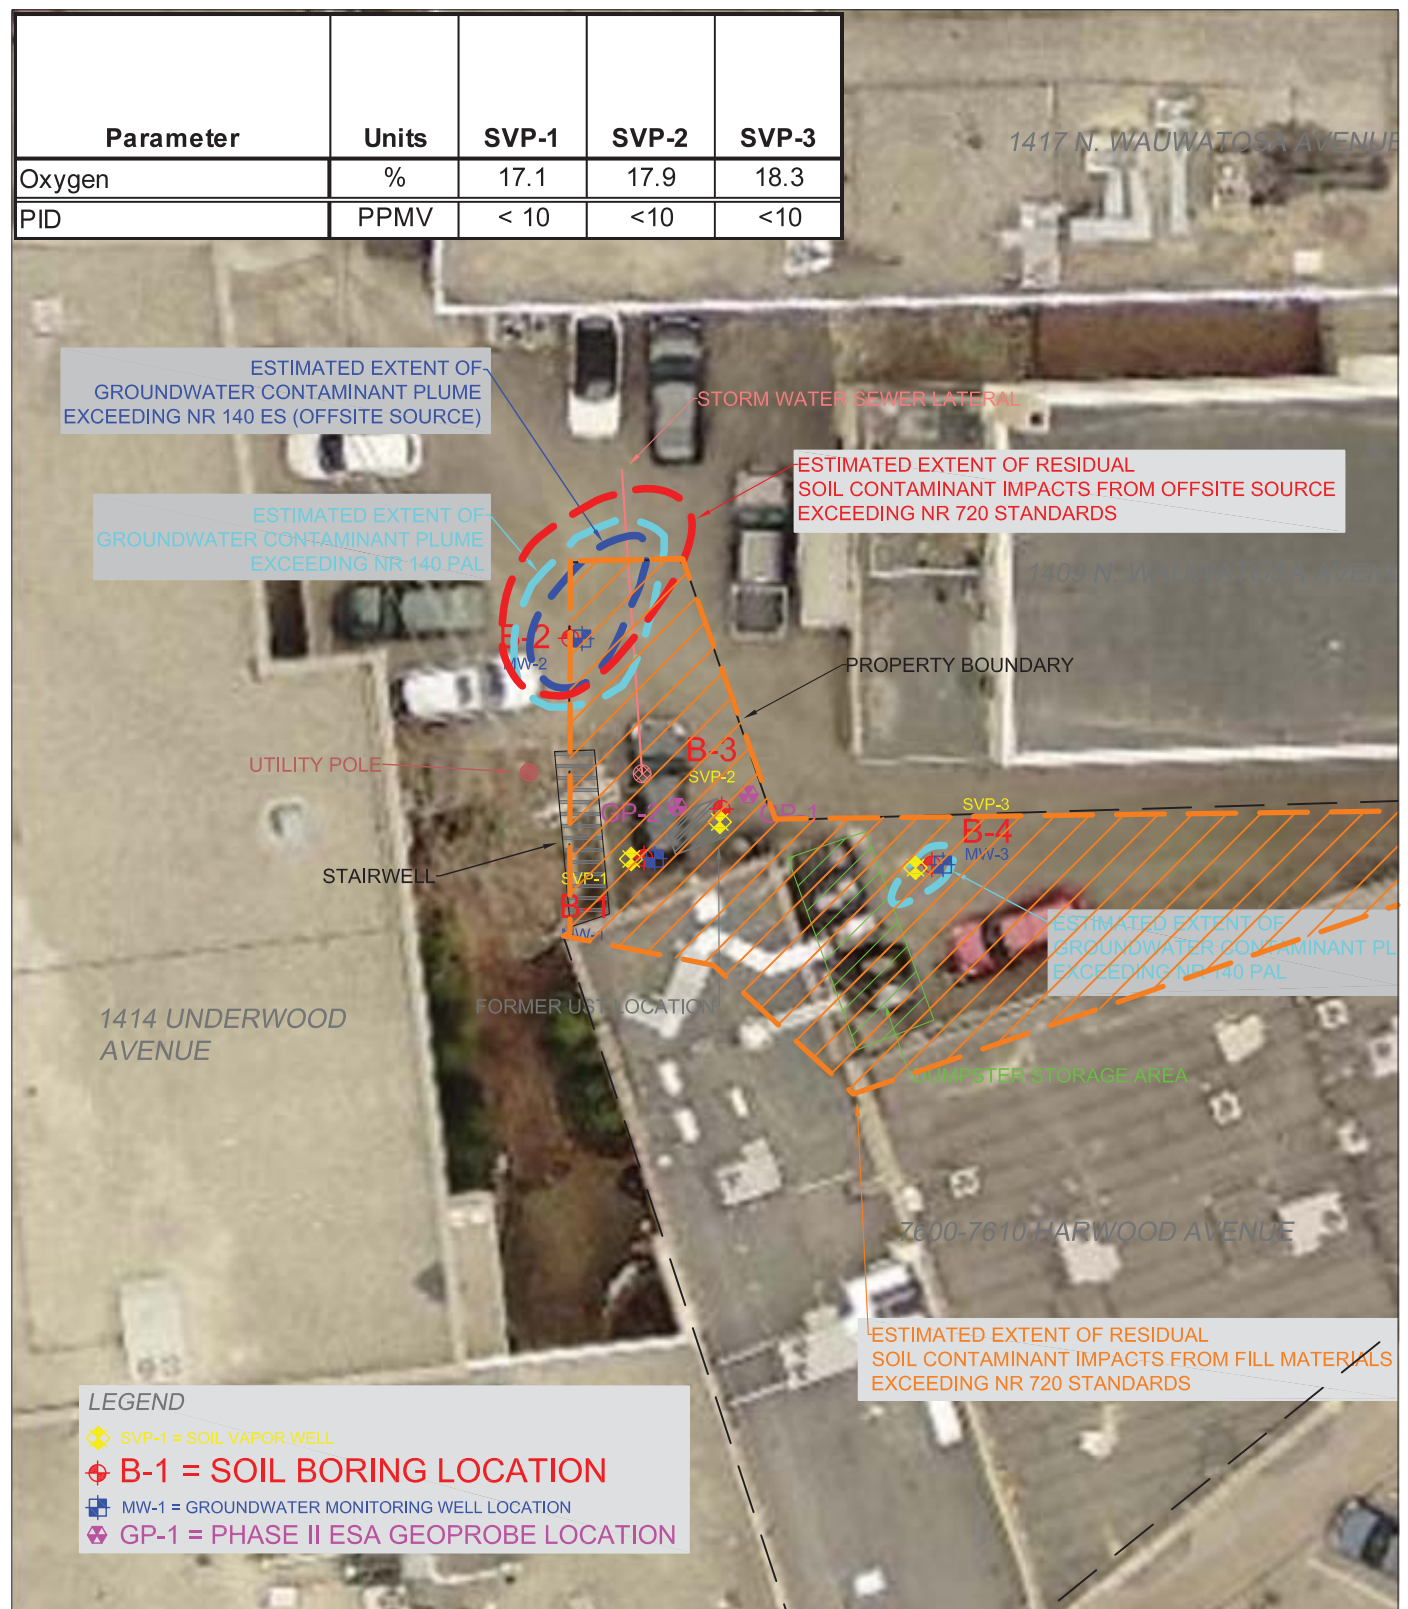 Parameter Units SVP-1 SVP-2 SVP-3
Oxygen % 17.1 17.9 18.3
PID PPMV < 10 <10 <10
1417 N. WAUWATOSA AVENUE
ESTIMATED EXTENT OF
GROUNDWATER CONTAMINANT PLUME
EXCEEDING NR 140 ES (OFFSITE SOURCE)
STORM WATER SEWER LATERAL
ESTIMATED EXTENT OF RESIDUAL
SOIL CONTAMINANT IMPACTS FROM OFFSITE SOURCE
EXCEEDING NR 720 STANDARDS
ESTIMATED EXTENT OF
GROUNDWATER CONTAMINANT PLUME
EXCEEDING NR 140 PAL
1409 N.
B-2
MW-2
PROPERTY BOUNDARY
UTILITY POLE
B-3
SVP-2
GP-2
GP-1
SVP-3
B-4
MW-3
STAIRWELL
SVP-1
B-1
MW-1
ESTIMATED EXTENT OF
GROUNDWATER CONTAMINANT PL
EXCEEDING NR 140 PAL
FORMER UST LOCATION
1414 UNDERWOOD
AVENUE
DUMPSTER STORAGE AREA
7600-7610 HARWOOD AVENUE
ESTIMATED EXTENT OF RESIDUAL
SOIL CONTAMINANT IMPACTS FROM FILL MATERIALS
EXCEEDING NR 720 STANDARDS
LEGEND
SVP-1 = SOIL VAPOR WELL
B-1 = SOIL BORING LOCATION
MW-1 = GROUNDWATER MONITORING WELL LOCATION
GP-1 = PHASE II ESA GEOPROBE LOCATION